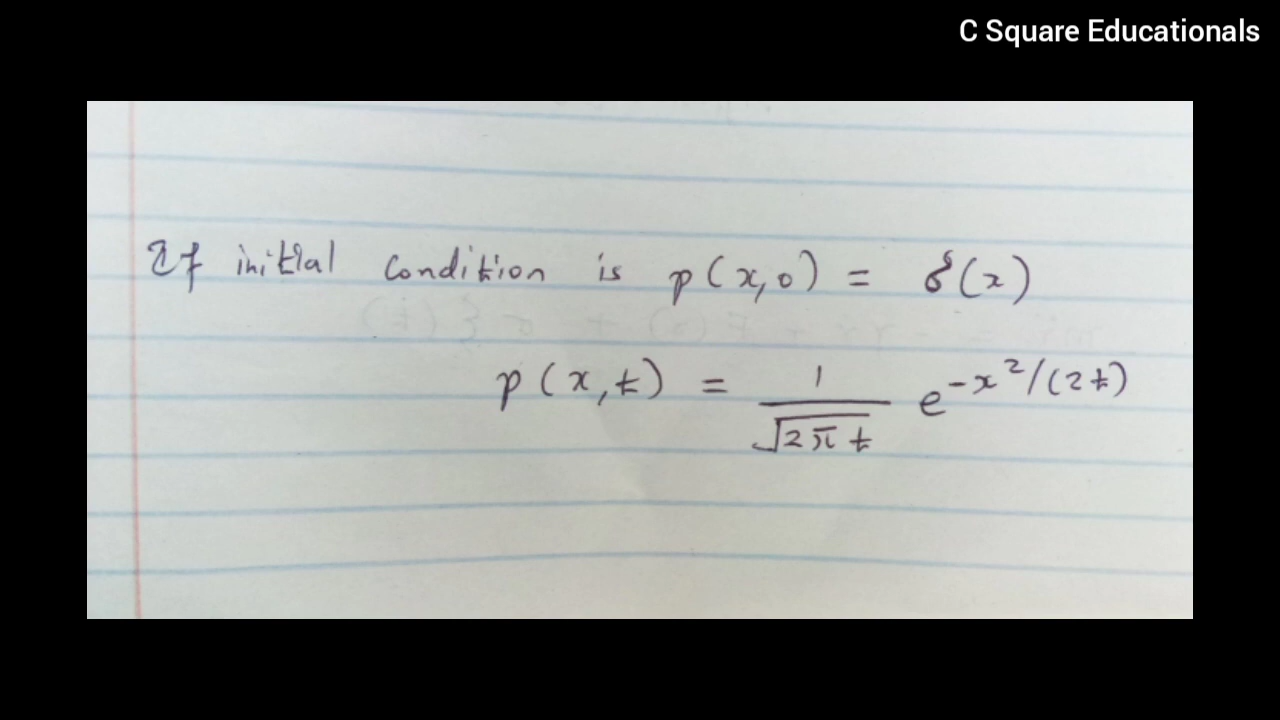 C Square Educationals
If initial condition is p(x,0) = δ(x)
p(x,t) = 1/√(2πt) e^(-x²/(2t))